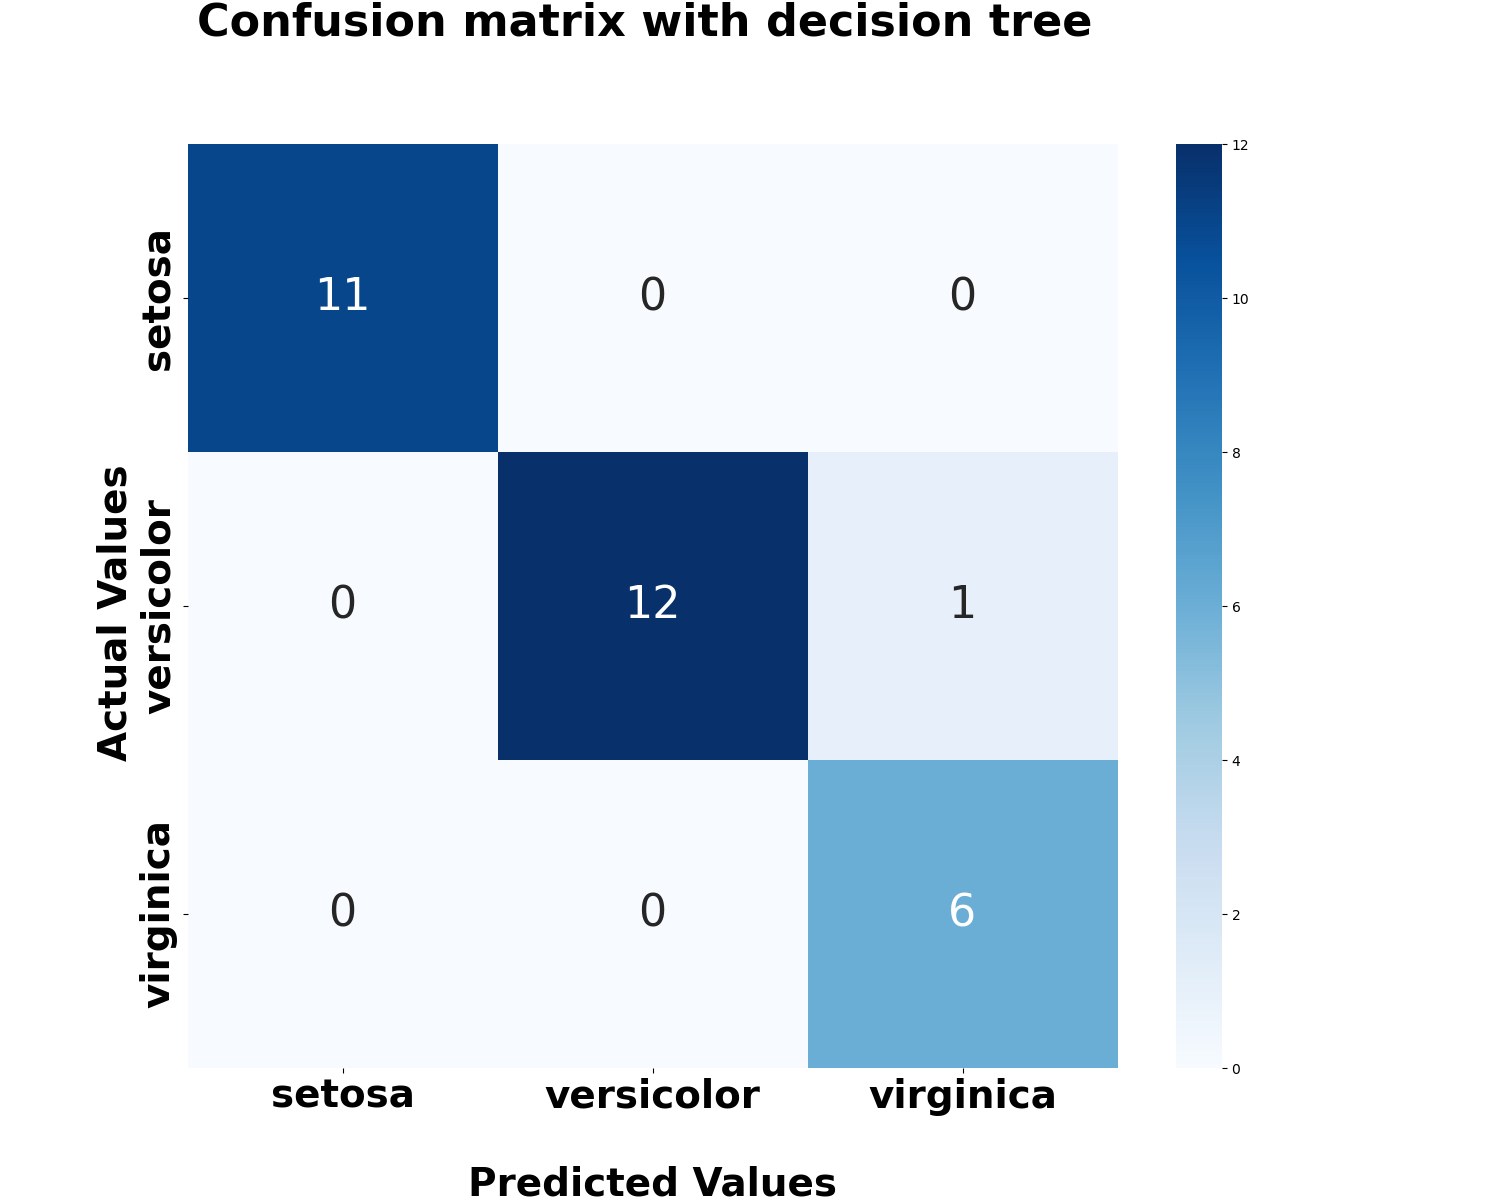 Confusion matrix with decision tree
Actual Values
setosa
11 0 0
versicolor
0 12 1
virginica
0 0 6
setosa versicolor virginica
Predicted Values
12
10
8
6
4
2
0